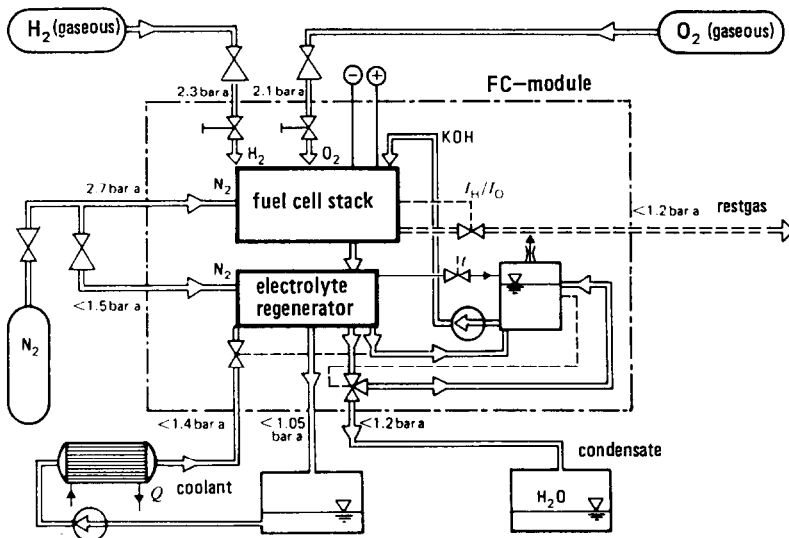 H2 (gaseous)
O2 (gaseous)
− +
FC–module
2.3 bar a
2.1 bar a
H2
O2
KOH
2.7 bar a
N2
fuel cell stack
IH/IO
<1.2 bar a
restgas
N2
electrolyte
regenerator
<1.5 bar a
N2
<1.4 bar a
<1.05
bar a
<1.2 bar a
condensate
coolant
Q
H2O